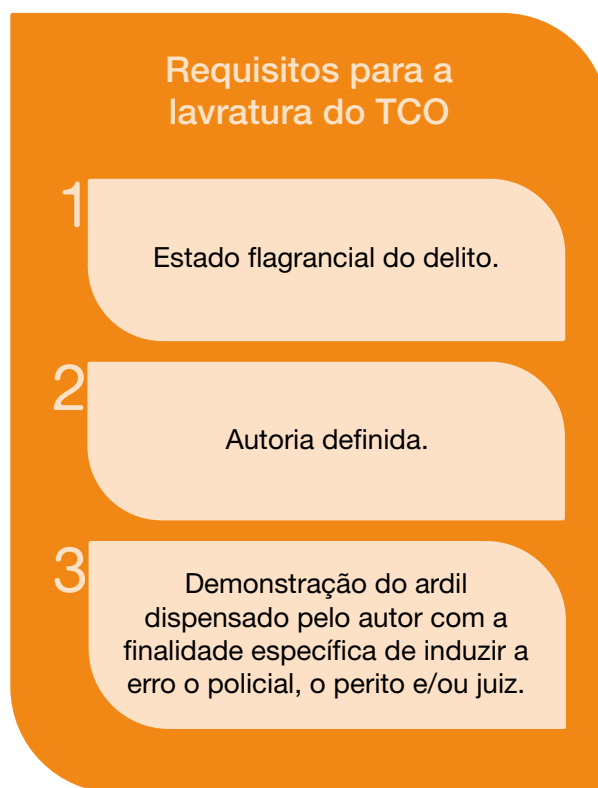 Requisitos para a
lavratura do TCO
1
Estado flagrancial do delito.
2
Autoria definida.
3
Demonstração do ardil
dispensado pelo autor com a
finalidade específica de induzir a
erro o policial, o perito e/ou juiz.